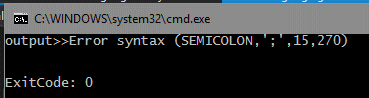 C:\WINDOWS\system32\cmd.exe
output>>Error syntax (SEMICOLON,';',15,270)
ExitCode: 0